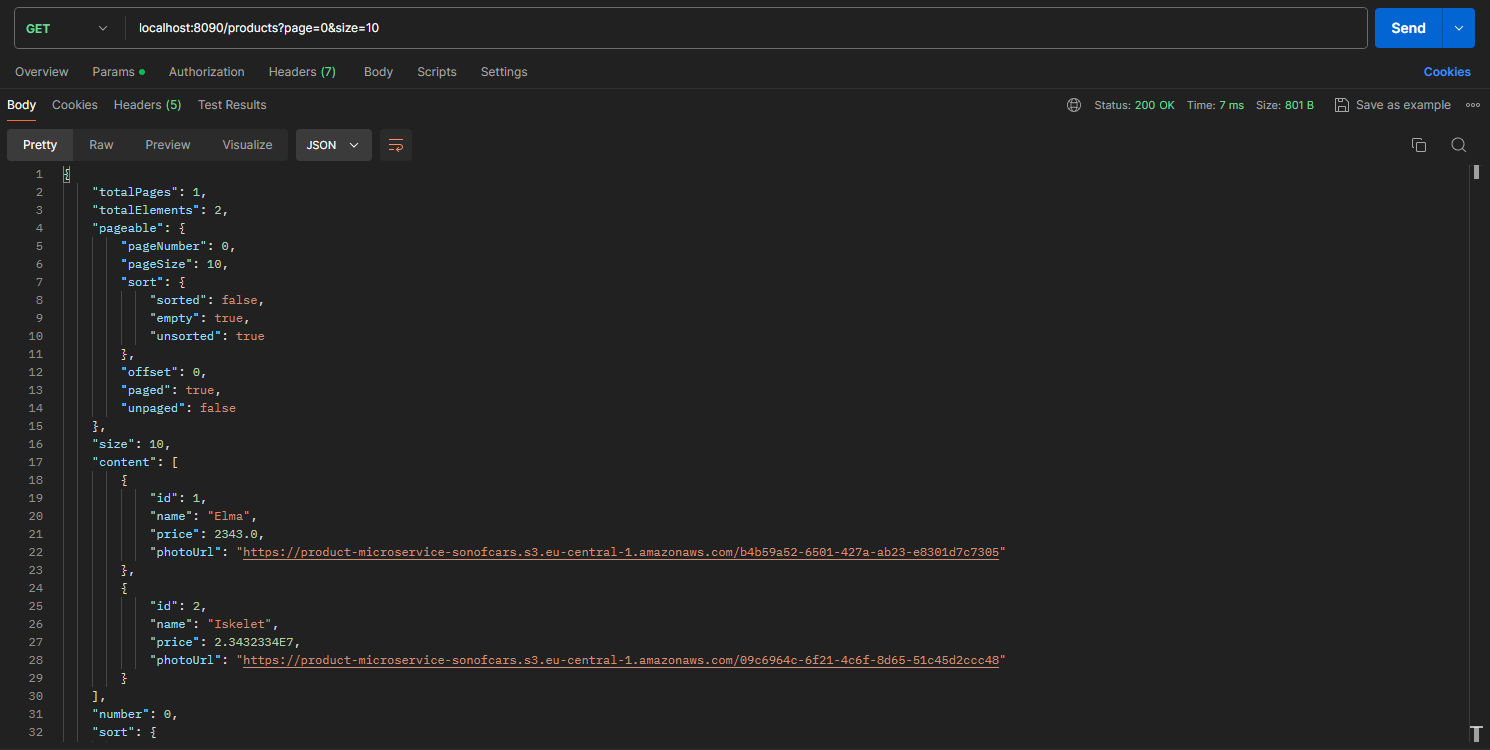 GET localhost:8090/products?page=0&size=10 Send
Overview Params Authorization Headers (7) Body Scripts Settings Cookies
Body Cookies Headers (5) Test Results Status: 200 OK Time: 7 ms Size: 801 B Save as example
Pretty Raw Preview Visualize JSON
1 {
2 "totalPages": 1,
3 "totalElements": 2,
4 "pageable": {
5 "pageNumber": 0,
6 "pageSize": 10,
7 "sort": {
8 "sorted": false,
9 "empty": true,
10 "unsorted": true
11 },
12 "offset": 0,
13 "paged": true,
14 "unpaged": false
15 },
16 "size": 10,
17 "content": [
18 {
19 "id": 1,
20 "name": "Elma",
21 "price": 2343.0,
22 "photoUrl": "https://product-microservice-sonofcars.s3.eu-central-1.amazonaws.com/b4b59a52-6501-427a-ab23-e8301d7c7305"
23 },
24 {
25 "id": 2,
26 "name": "Iskelet",
27 "price": 2.3432334E7,
28 "photoUrl": "https://product-microservice-sonofcars.s3.eu-central-1.amazonaws.com/09c6964c-6f21-4c6f-8d65-51c45d2ccc48"
29 }
30 ],
31 "number": 0,
32 "sort": {